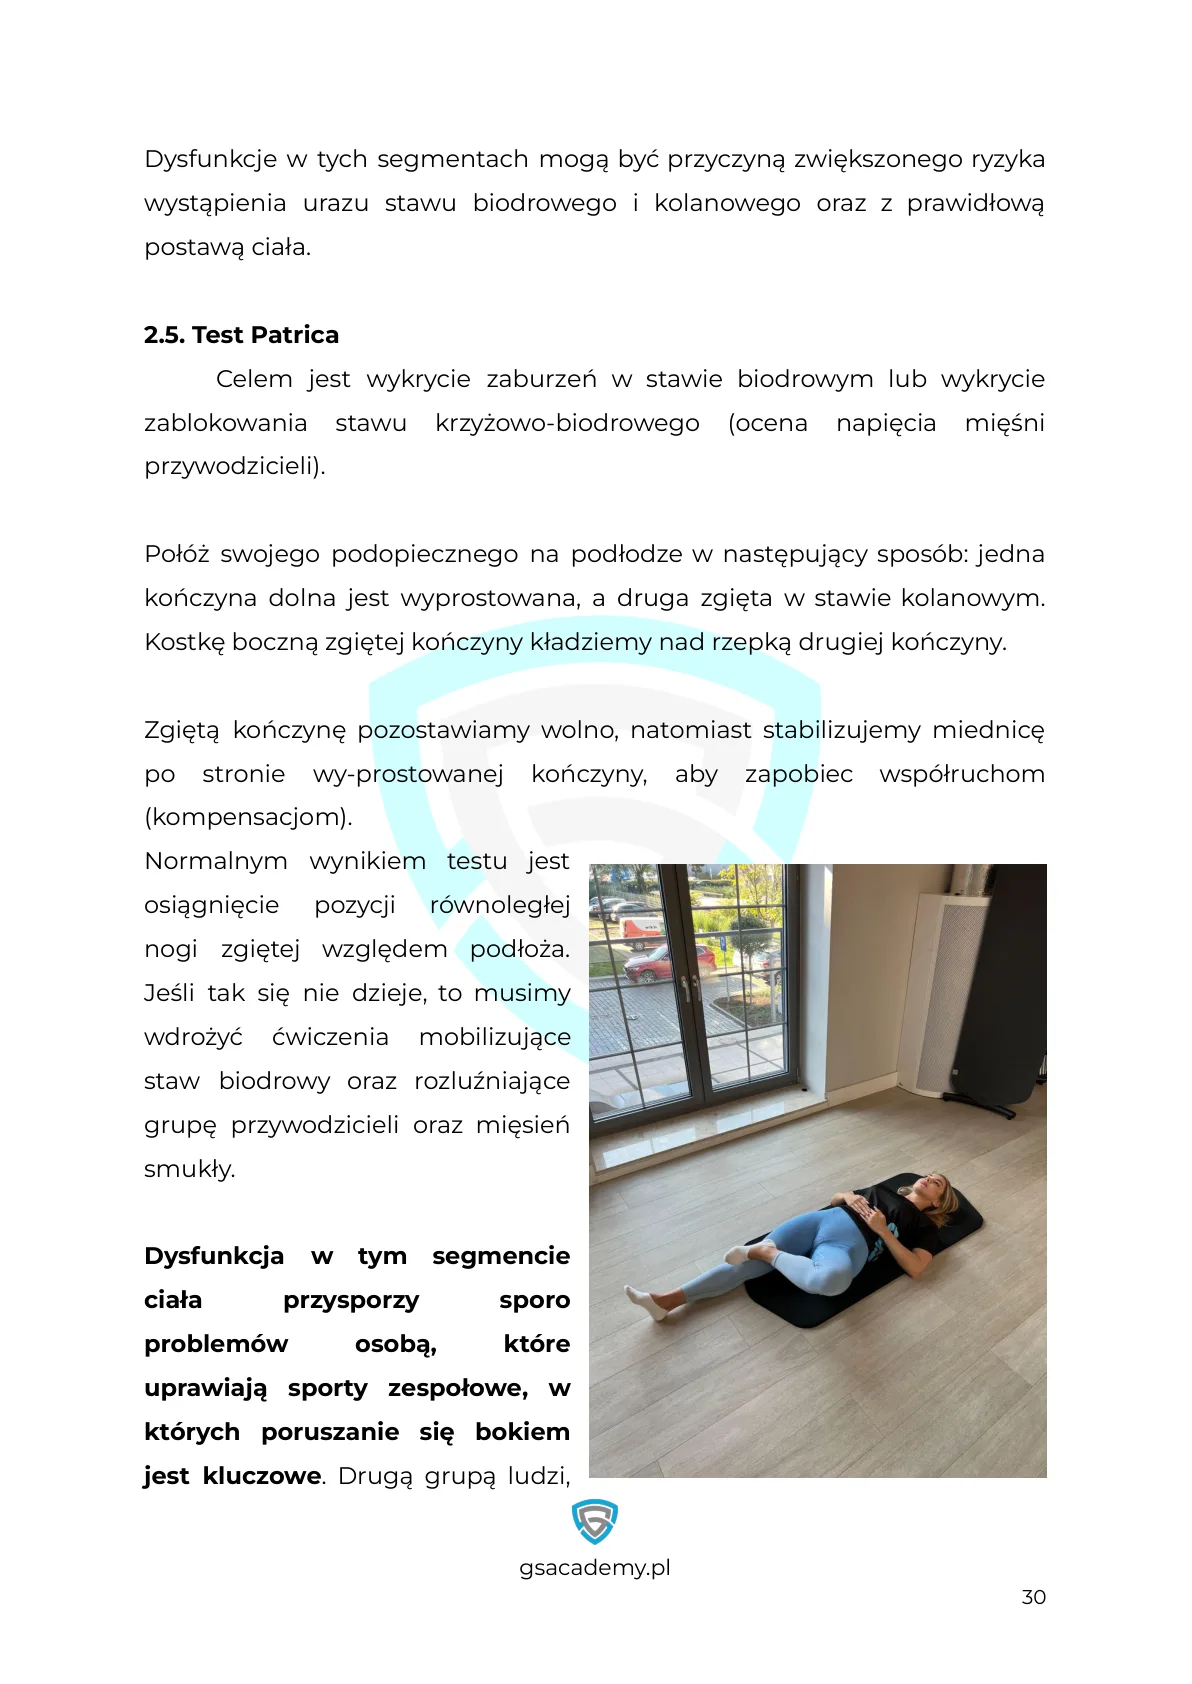 Dysfunkcje w tych segmentach mogą być przyczyną zwiększonego ryzyka
wystąpienia urazu stawu biodrowego i kolanowego oraz z prawidłową
postawą ciała.
2.5. Test Patrica
Celem jest wykrycie zaburzeń w stawie biodrowym lub wykrycie
zablokowania stawu krzyżowo-biodrowego (ocena napięcia mięśni
przywodzicieli).
Połóż swojego podopiecznego na podłodze w następujący sposób: jedna
kończyna dolna jest wyprostowana, a druga zgięta w stawie kolanowym.
Kostkę boczną zgiętej kończyny kładziemy nad rzepką drugiej kończyny.
Zgiętą kończynę pozostawiamy wolno, natomiast stabilizujemy miednicę
po stronie wy-prostowanej kończyny, aby zapobiec współruchom
(kompensacjom).
Normalnym wynikiem testu jest
osiągnięcie pozycji równoległej
nogi zgiętej względem podłoża.
Jeśli tak się nie dzieje, to musimy
wdrożyć ćwiczenia mobilizujące
staw biodrowy oraz rozluźniające
grupę przywodzicieli oraz mięsień
smukły.
Dysfunkcja w tym segmencie
ciała przysporzy sporo
problemów osobą, które
uprawiają sporty zespołowe, w
których poruszanie się bokiem
jest kluczowe. Drugą grupą ludzi,
gsacademy.pl
30